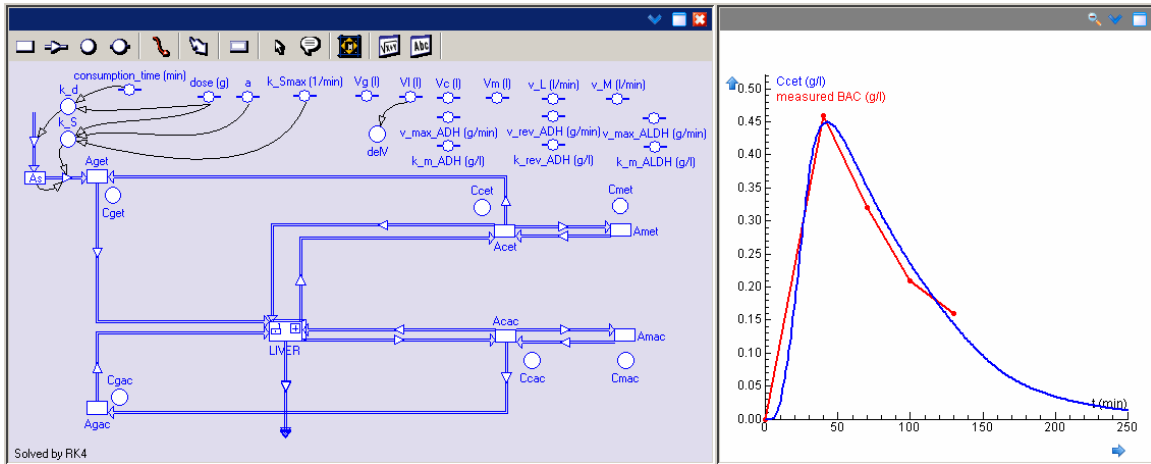 √x+y Abc
consumption_time (min)
k_d
dose (g) a k_Smax (1/min) Vg (l) Vl (l) Vc (l) Vm (l) v_L (l/min) v_M (l/min)
k_S
delV
v_max_ADH (g/min) v_rev_ADH (g/min) v_max_ALDH (g/min)
k_m_ADH (g/l) k_rev_ADH (g/l) k_m_ALDH (g/l)
As
Aget
Cget
Ccet Cmet
Acet Amet
LIVER
Acac Amac
Ccac Cmac
Cgac
Agac
Solved by RK4
Ccet (g/l)
measured BAC (g/l)
0.50
0.45
0.40
0.35
0.30
0.25
0.20
0.15
0.10
0.05
0.00
t (min)
0 50 100 150 200 250